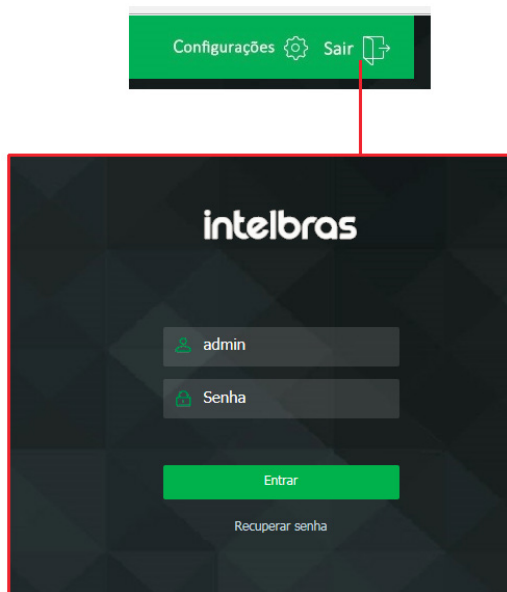 Configurações Sair
intelbras
admin
Senha
Entrar
Recuperar senha